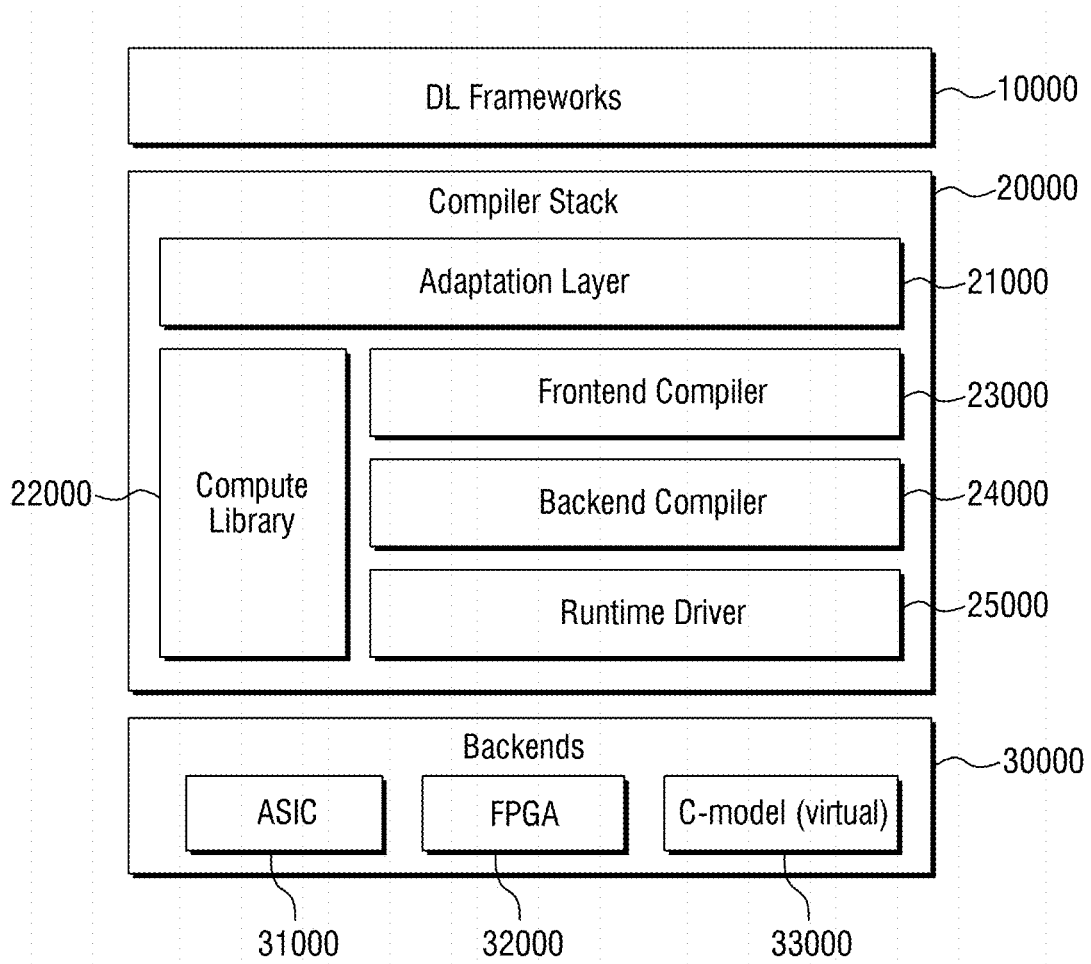 DL Frameworks
10000
20000
Compiler Stack
Adaptation Layer
21000
Frontend Compiler
23000
22000
Compute
Library
Backend Compiler
24000
Runtime Driver
25000
Backends
30000
ASIC
FPGA
C-model (virtual)
31000
32000
33000